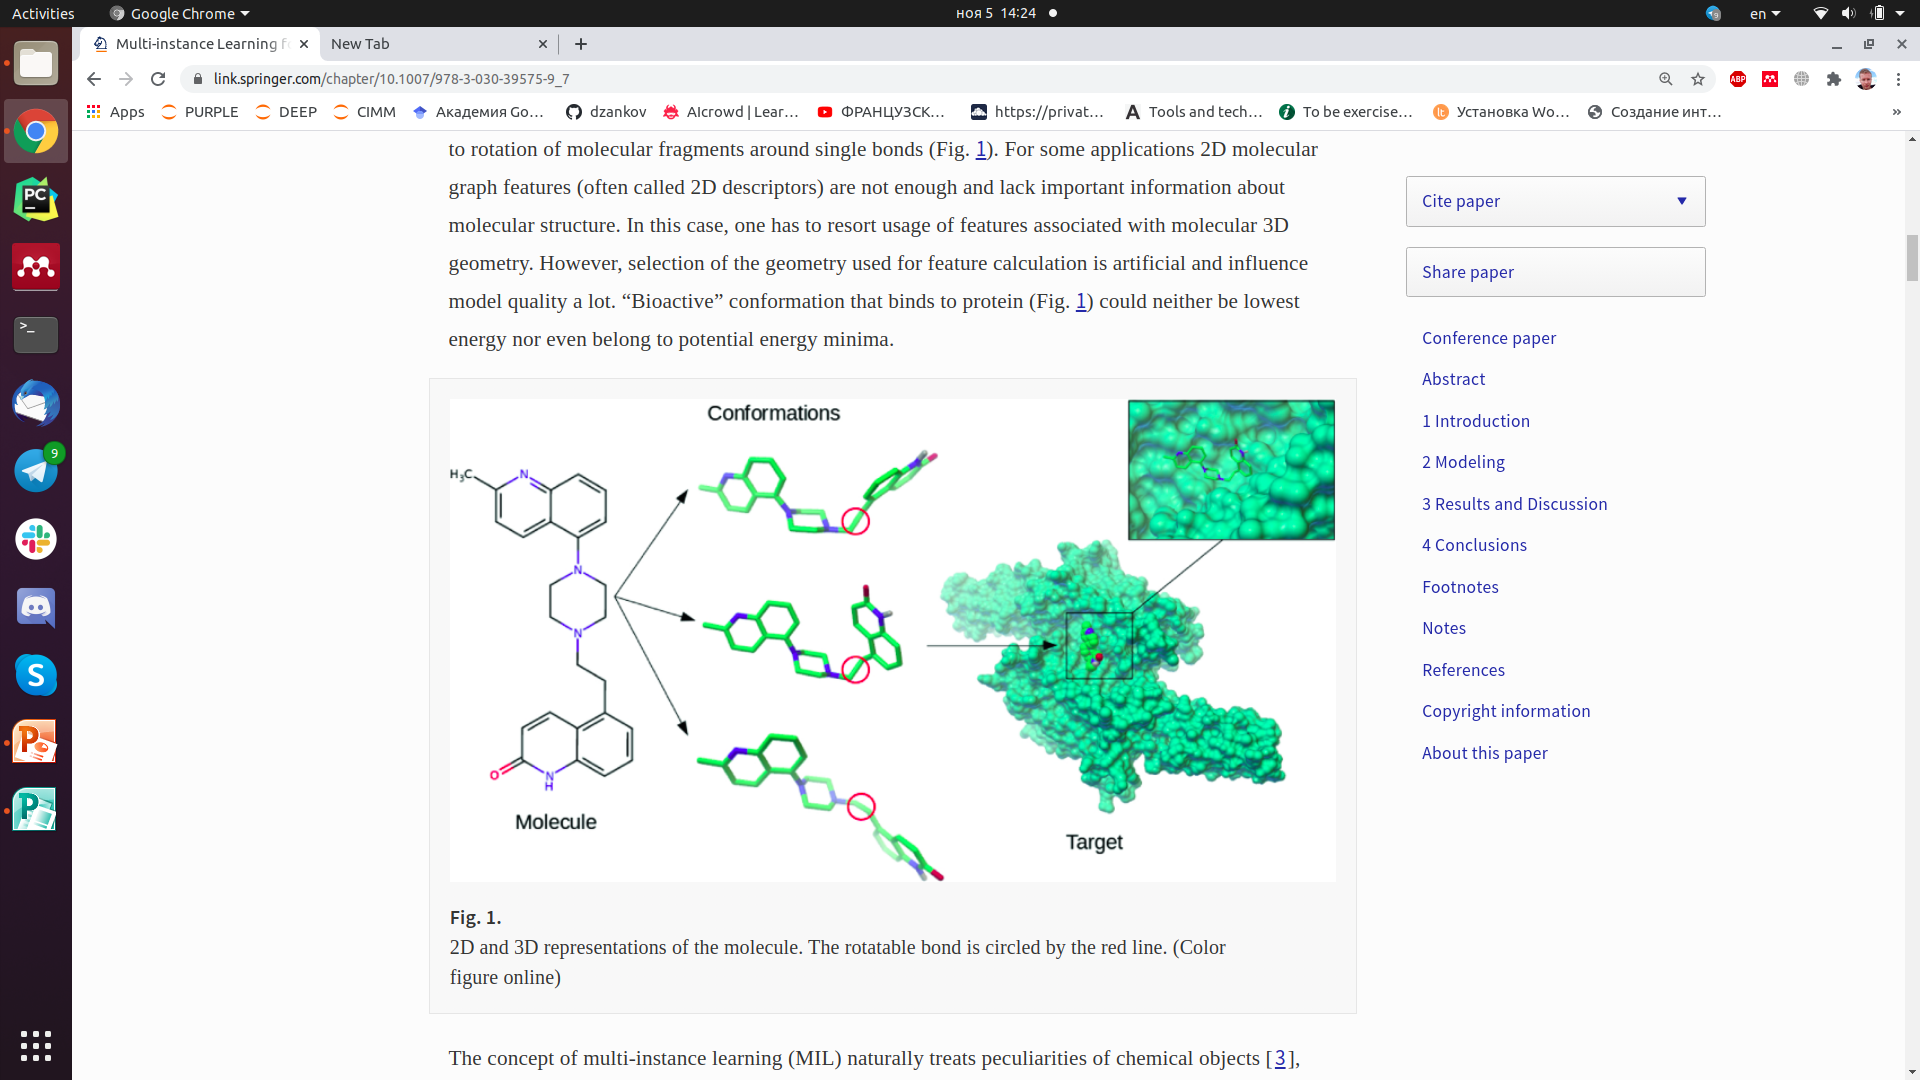 Activities
Google Chrome
ноя 5 14:24
en
Multi-instance Learning f
New Tab
link.springer.com/chapter/10.1007/978-3-030-39575-9_7
ABP
Apps
PURPLE
DEEP
CIMM
Академия Go…
dzankov
AIcrowd | Lear…
ФРАНЦУЗСК…
https://privat…
Tools and tech…
To be exercise…
Установка Wo…
Создание инт…
»
PC
9
to rotation of molecular fragments around single bonds (Fig. 1). For some applications 2D molecular
graph features (often called 2D descriptors) are not enough and lack important information about
molecular structure. In this case, one has to resort usage of features associated with molecular 3D
geometry. However, selection of the geometry used for feature calculation is artificial and influence
model quality a lot. “Bioactive” conformation that binds to protein (Fig. 1) could neither be lowest
energy nor even belong to potential energy minima.
Conformations
H₃C
N
N
N
O
N
H
Molecule
Target
Fig. 1.
2D and 3D representations of the molecule. The rotatable bond is circled by the red line. (Color
figure online)
The concept of multi-instance learning (MIL) naturally treats peculiarities of chemical objects [3],
Cite paper
Share paper
Conference paper
Abstract
1 Introduction
2 Modeling
3 Results and Discussion
4 Conclusions
Footnotes
Notes
References
Copyright information
About this paper